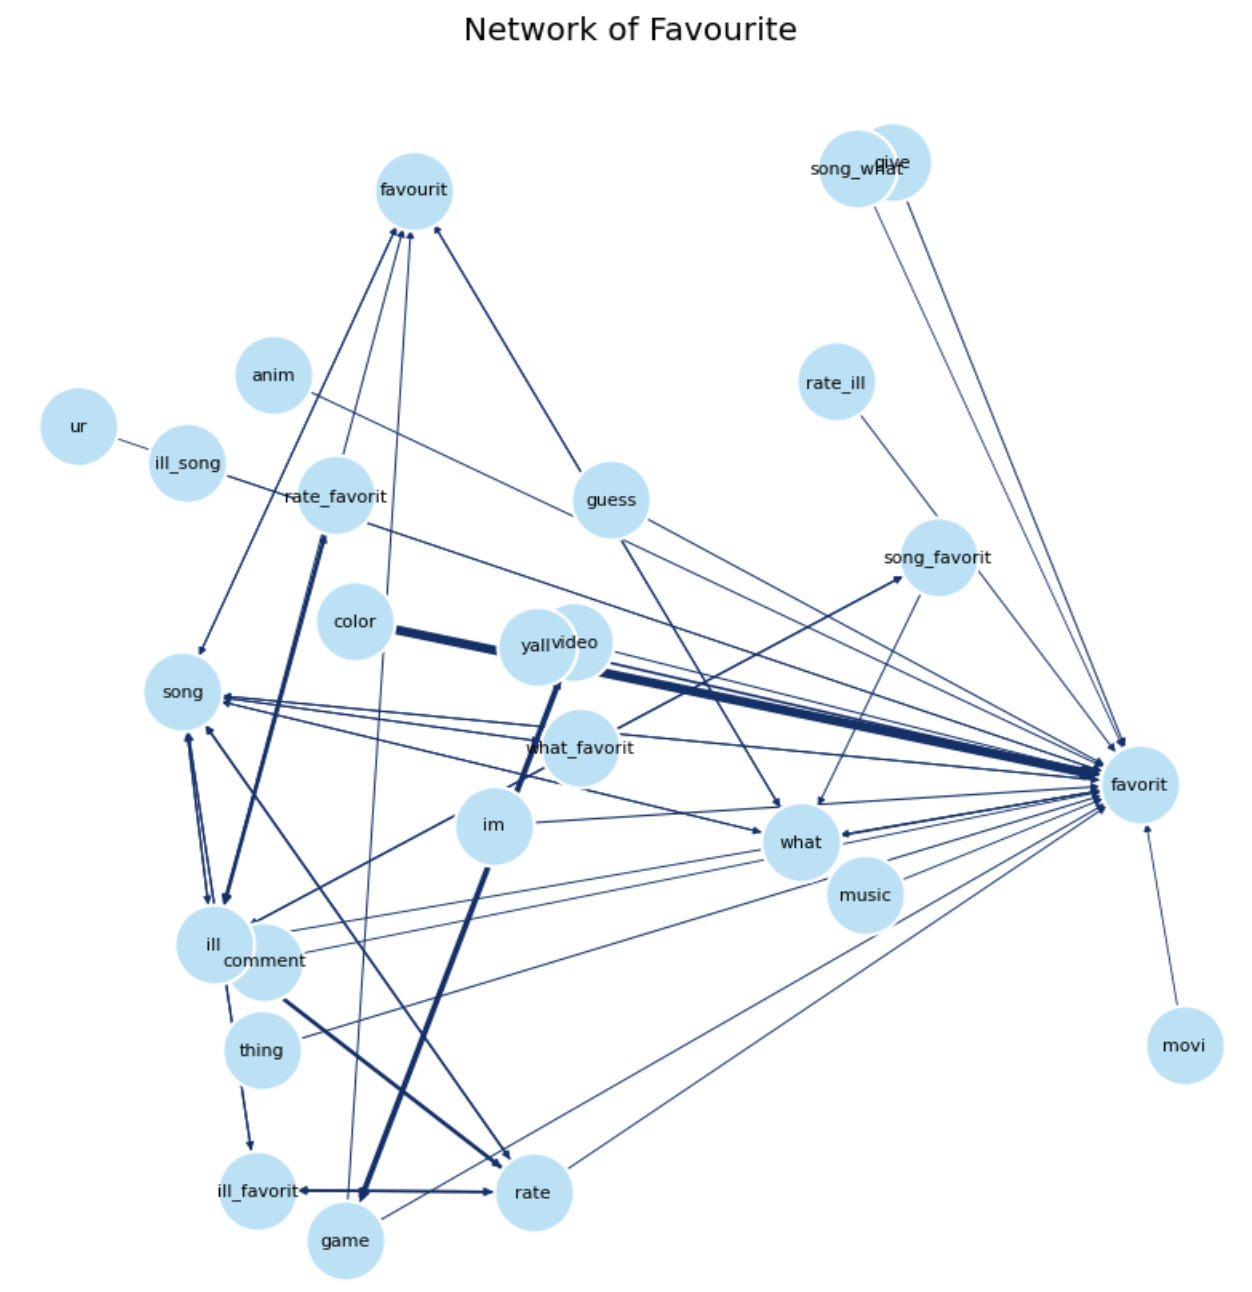 Network of Favourite
give
song_what
favourit
anim
rate_ill
ur
ill_song
rate_favorit
guess
song_favorit
color
yall
video
song
what_favorit
favorit
im
what
music
ill
comment
thing
movi
ill_favorit
rate
game